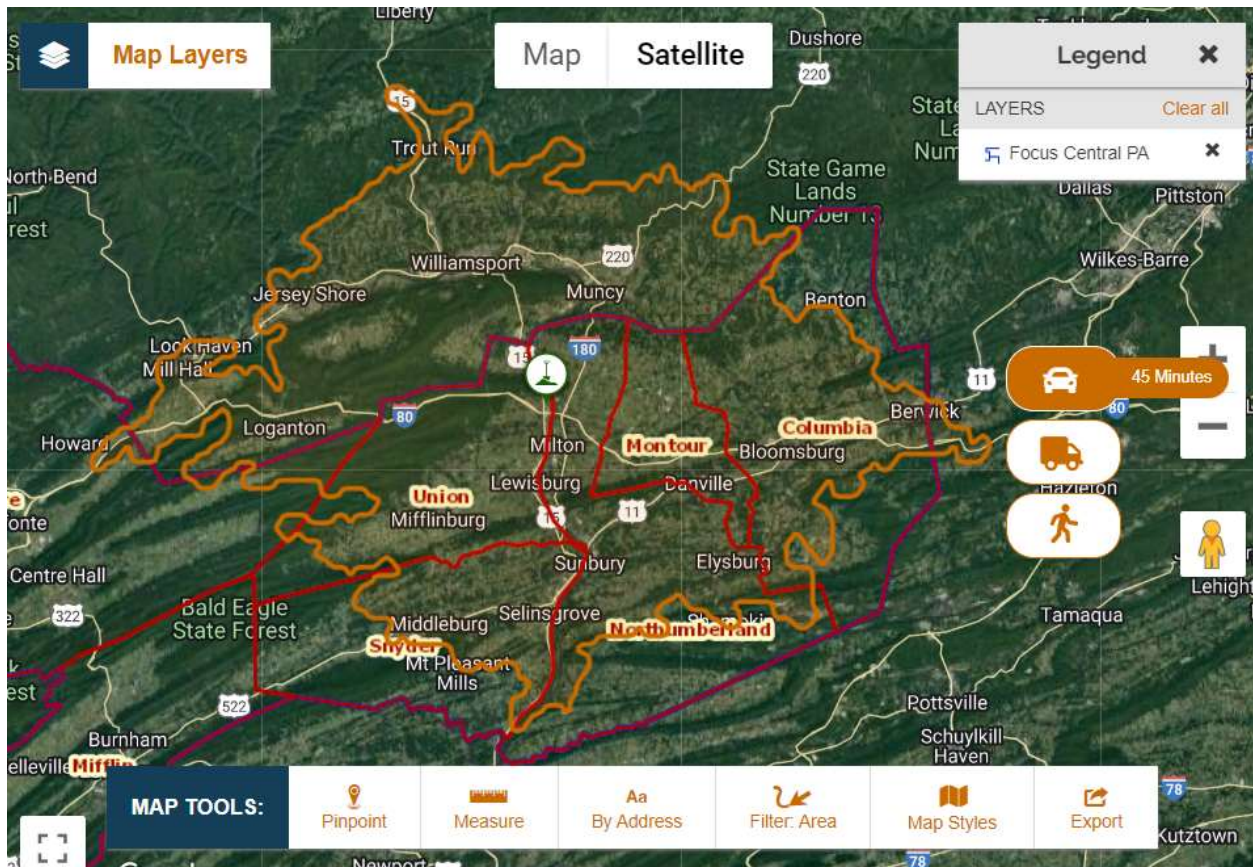 Liberty
Map Layers
Map
Satellite
Dushore
220
Legend
LAYERS
Clear all
Focus Central PA
15
Trout Run
North Bend
rest
State Game
Lands
Number 13
Dallas
Pittston
Williamsport
220
Wilkes-Barre
Jersey Shore
Muncy
Benton
Lock Haven
Mill Hall
15
180
11
45 Minutes
80
80
Berwick
Howard
Loganton
Milton
Montour
Columbia
Bloomsburg
Lewisburg
Danville
Union
Mifflinburg
15
11
Hazleton
Centre Hall
Sunbury
Elysburg
322
Bald Eagle
State Forest
Middleburg
Selinsgrove
Northumberland
Snyder
Mt Pleasant
Mills
Tamaqua
Lehight
522
Pottsville
Schuylkill
Haven
Burnham
elleville
Mifflin
MAP TOOLS:
Pinpoint
Measure
Aa
By Address
Filter: Area
Map Styles
Export
78
Kutztown
Newport
78